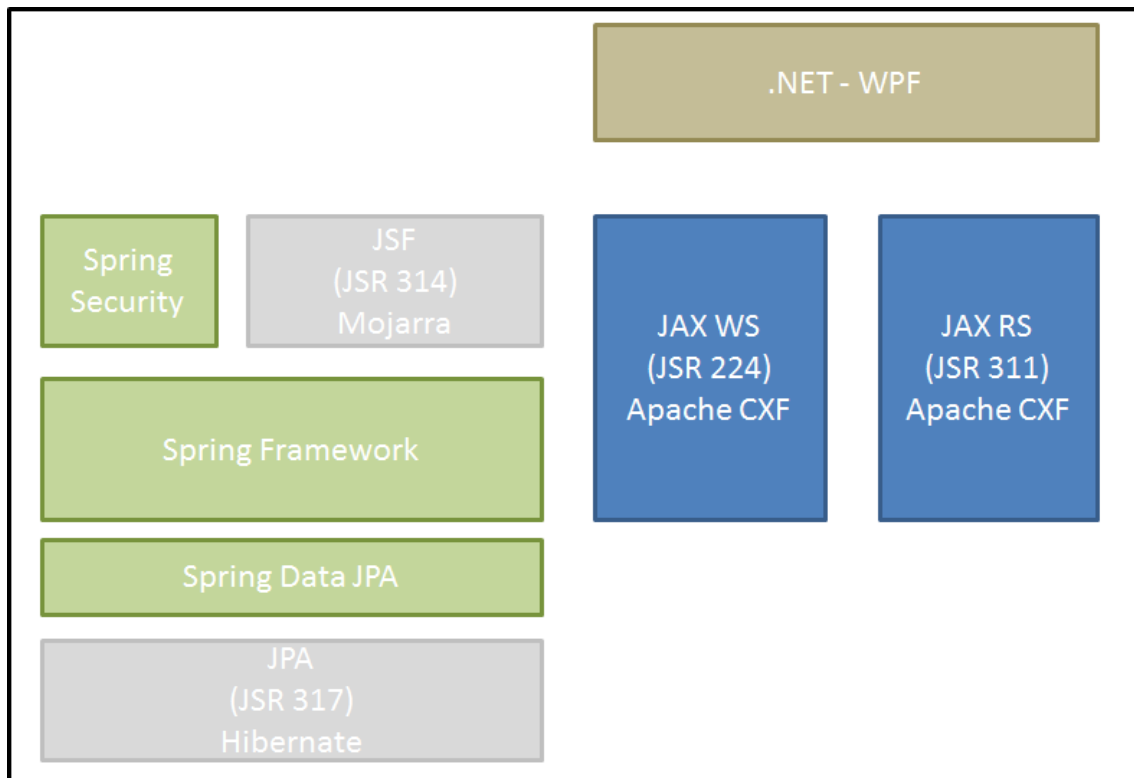 .NET - WPF
Spring
Security
JSF
(JSR 314)
Mojarra
JAX WS
(JSR 224)
Apache CXF
JAX RS
(JSR 311)
Apache CXF
Spring Framework
Spring Data JPA
JPA
(JSR 317)
Hibernate